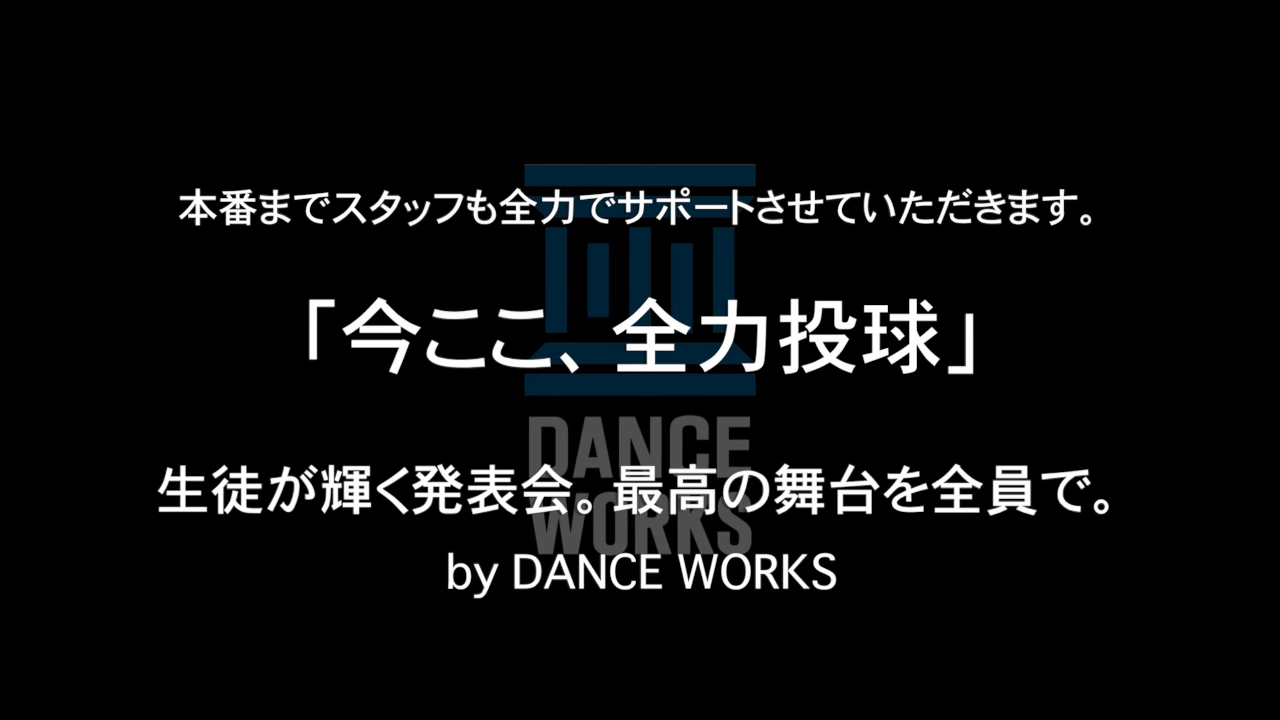 本番までスタッフも全力でサポートさせていただきます。
「今ここ、全力投球」
DANCE
生徒が輝く発表会。最高の舞台を全員で。
WORKS
by DANCE WORKS